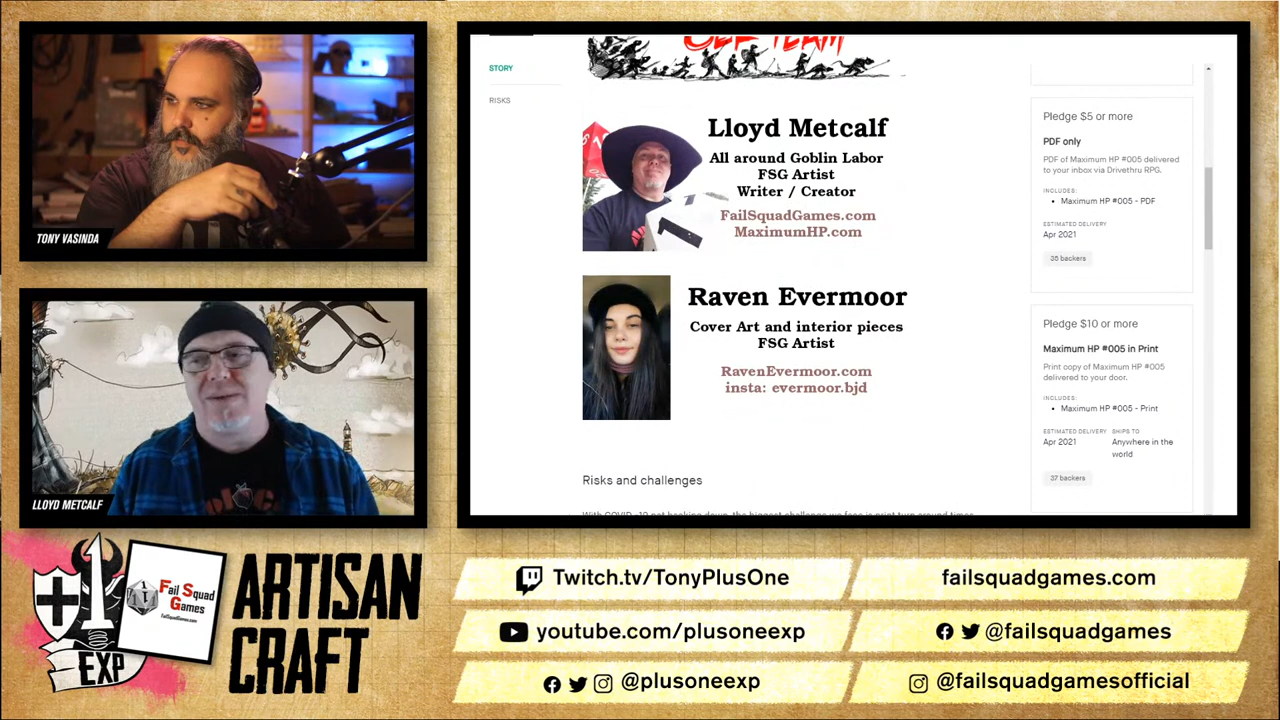 TONY VASINDA
LLOYD METCALF
STORY
RISKS
Lloyd Metcalf
All around Goblin Labor
FSG Artist
Writer / Creator
FailSquadGames.com
MaximumHP.com
Raven Evermoor
Cover Art and interior pieces
FSG Artist
RavenEvermoor.com
insta: evermoor.bjd
Risks and challenges
Pledge $5 or more
PDF only
PDF of Maximum HP #005 delivered
to your inbox via Drivethru RPG.
INCLUDES:
• Maximum HP #005 - PDF
ESTIMATED DELIVERY
Apr 2021
35 backers
Pledge $10 or more
Maximum HP #005 in Print
Print copy of Maximum HP #005
delivered to your door.
INCLUDES:
• Maximum HP #005 - Print
ESTIMATED DELIVERY SHIPS TO
Apr 2021 Anywhere in the
world
37 backers
+1
EXP
Fail Squad
Games
FailSquadGames.com
ARTISAN
CRAFT
Twitch.tv/TonyPlusOne
youtube.com/plusoneexp
@plusoneexp
failsquadgames.com
@failsquadgames
@failsquadgamesofficial